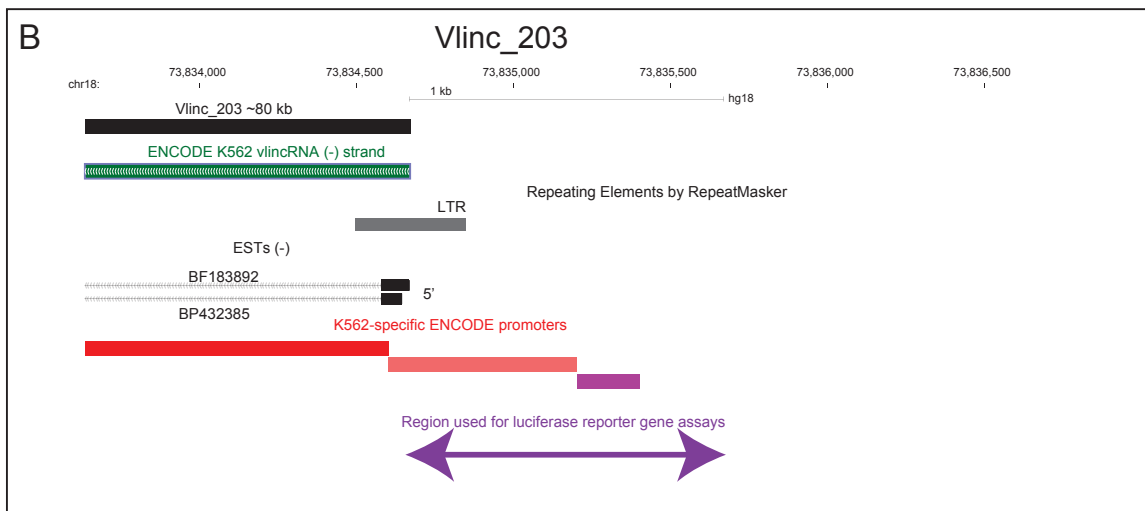 B
Vlinc_203
73,834,000 73,834,500 73,835,000 73,835,500 73,836,000 73,836,500
chr18:
1 kb
hg18
Vlinc_203 ~80 kb
ENCODE K562 vlincRNA (-) strand
Repeating Elements by RepeatMasker
LTR
ESTs (-)
BF183892
5’
BP432385
K562-specific ENCODE promoters
Region used for luciferase reporter gene assays